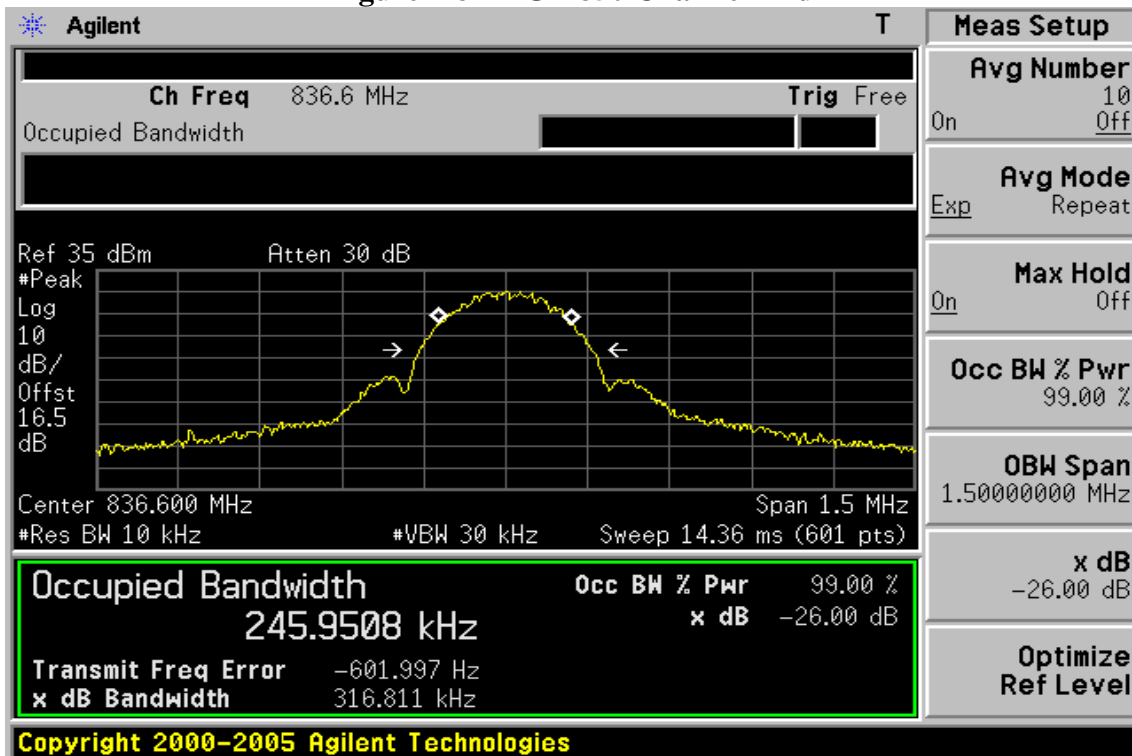 Agilent T
Ch Freq 836.6 MHz Trig Free
Occupied Bandwidth
Ref 35 dBm Atten 30 dB
#Peak
Log
10
dB/
Offst
16.5
dB
Center 836.600 MHz Span 1.5 MHz
#Res BW 10 kHz #VBW 30 kHz Sweep 14.36 ms (601 pts)
Occupied Bandwidth
245.9508 kHz
Occ BW % Pwr 99.00 %
x dB -26.00 dB
Transmit Freq Error -601.997 Hz
x dB Bandwidth 316.811 kHz
Copyright 2000-2005 Agilent Technologies
Meas Setup
Avg Number
10
On Off
Avg Mode
Exp Repeat
Max Hold
On Off
Occ BW % Pwr
99.00 %
OBW Span
1.50000000 MHz
x dB
-26.00 dB
Optimize
Ref Level